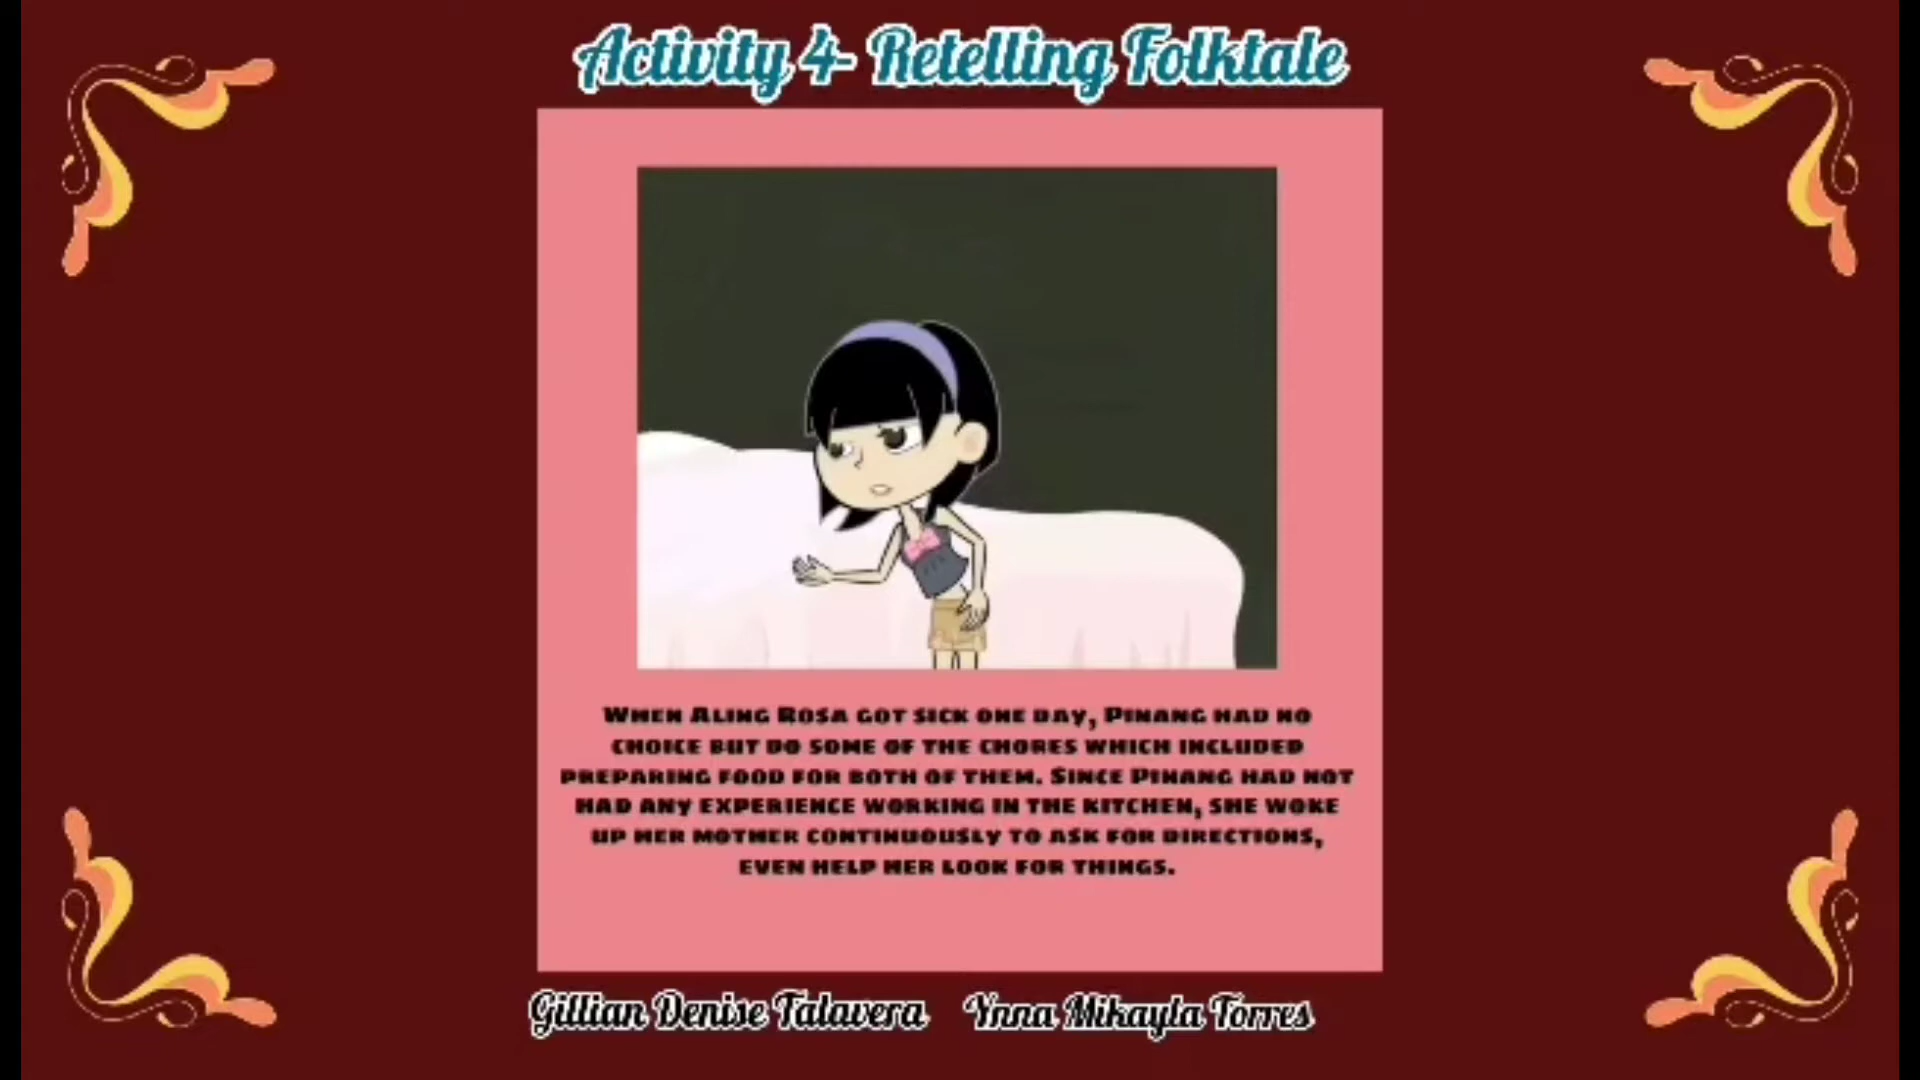 Activity 4- Retelling Folktale
When Aling Rosa got sick one day, Pinang had no
choice but do some of the chores which included
preparing food for both of them. Since Pinang had not
had any experience working in the kitchen, she woke
up her mother continuously to ask for directions,
even help her look for things.
Gillian Denise Talavera Ynna Mikayla Torres